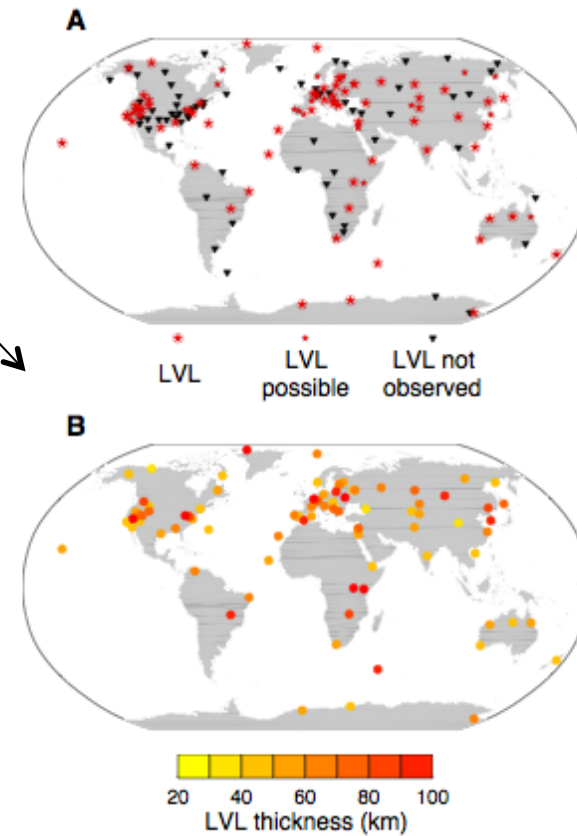 A
LVL
LVL
possible
LVL not
observed
B
20 40 60 80 100
LVL thickness (km)